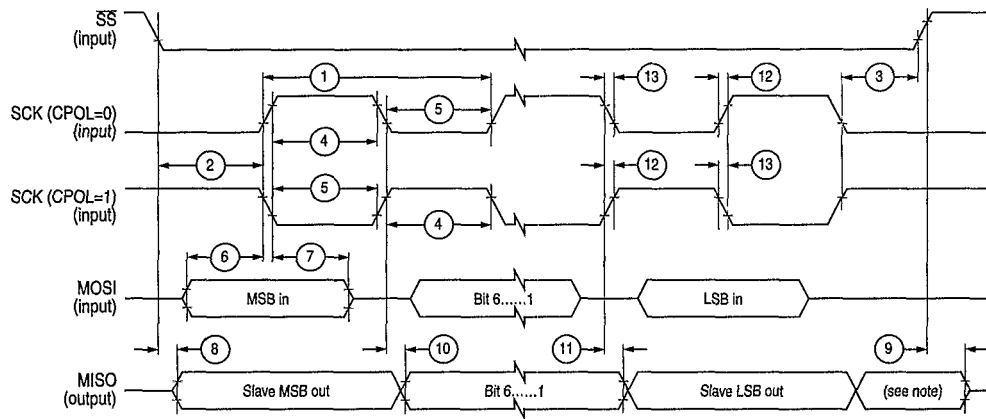 SS
(input)
1
13
12
3
5
SCK (CPOL=0)
(input)
4
2
12
13
5
SCK (CPOL=1)
(input)
4
6
7
MOSI
(input)
MSB in
Bit 6......1
LSB in
8
10
11
9
MISO
(output)
Slave MSB out
Bit 6......1
Slave LSB out
(see note)